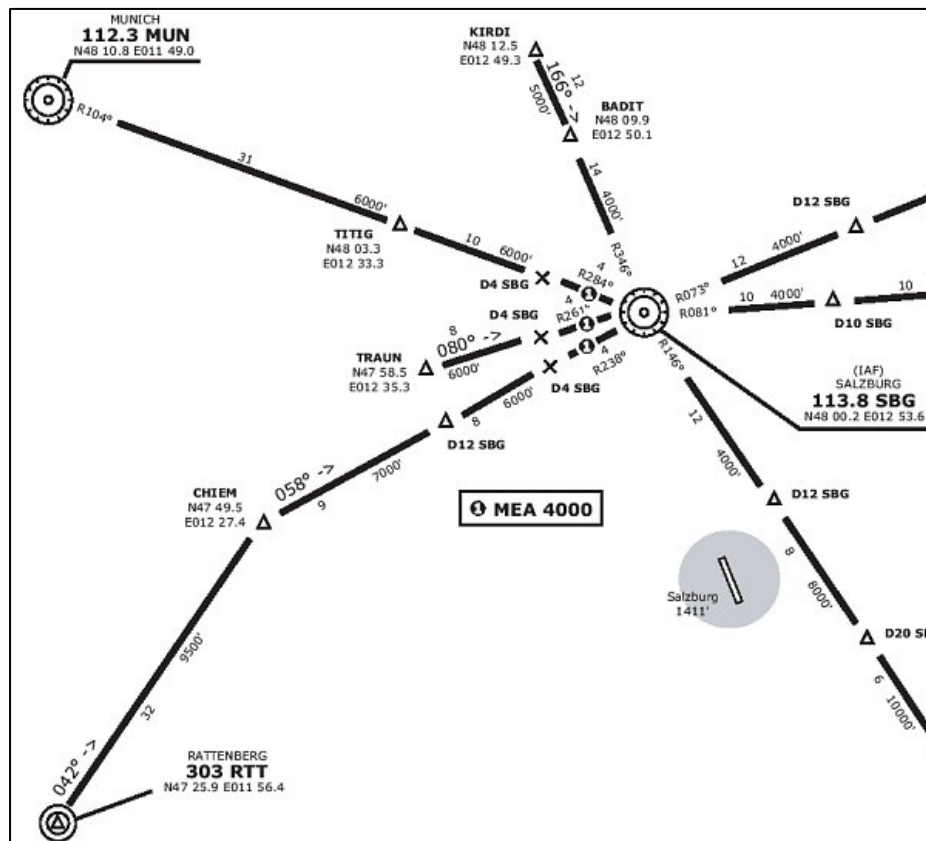 MUNICH
112.3 MUN
N48 10.8 E011 49.0
KIRDI
N48 12.5
E012 49.3
12
166° ->
5000'
BADIT
N48 09.9
E012 50.1
R104°
31
6000'
14
4000'
D12 SBG
TITIG
N48 03.3
E012 33.3
10
6000'
R346°
12
4000'
D4 SBG
4
R284°
1
R073°
R081°
10
4000'
10
D10 SBG
D4 SBG
4
R261°
1
8
080° ->
6000'
TRAUN
N47 58.5
E012 35.3
1
4
R238°
D4 SBG
R146°
(IAF)
SALZBURG
113.8 SBG
N48 00.2 E012 53.6
6000'
8
D12 SBG
12
4000'
058° ->
7000'
9
CHIEM
N47 49.5
E012 27.4
1 MEA 4000
D12 SBG
8
8000'
Salzburg
1411'
9500'
32
D20 S
6
10000'
042° ->
RATTENBERG
303 RTT
N47 25.9 E011 56.4